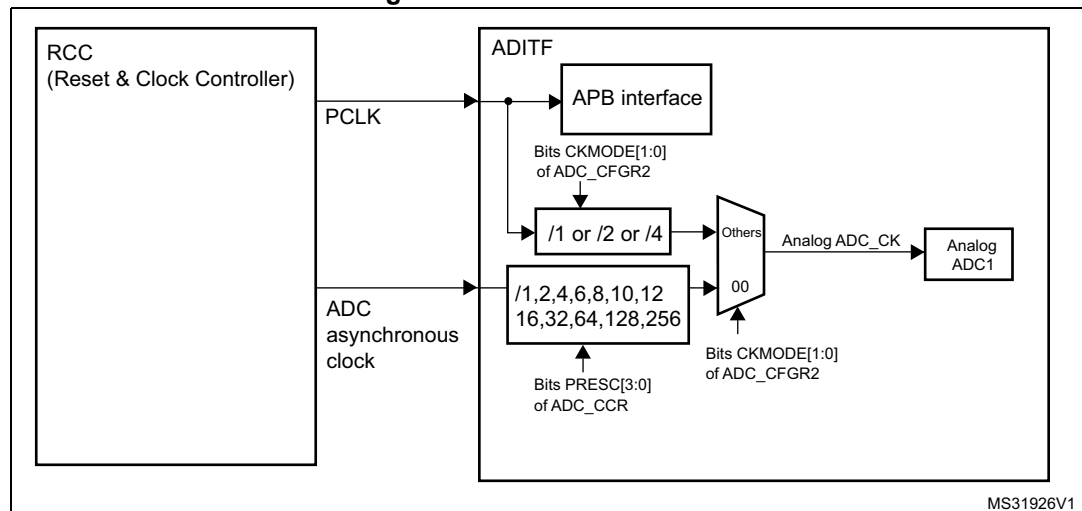 RCC
(Reset & Clock Controller)
PCLK
ADC
asynchronous
clock
ADITF
APB interface
Bits CKMODE[1:0]
of ADC_CFGR2
/1 or /2 or /4
Others
00
Analog ADC_CK
Analog
ADC1
/1,2,4,6,8,10,12
16,32,64,128,256
Bits CKMODE[1:0]
of ADC_CFGR2
Bits PRESC[3:0]
of ADC_CCR
MS31926V1